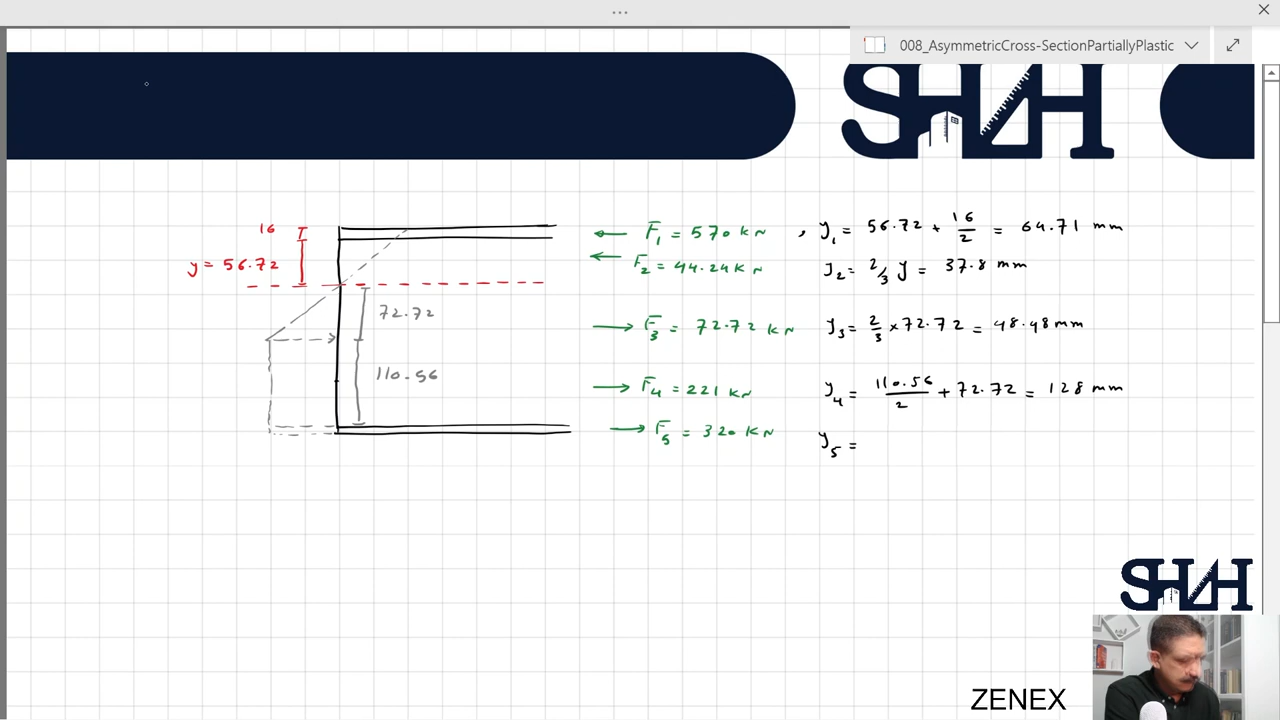 008_AsymmetricCross-SectionPartiallyPlastic
SHZH
16
y = 56.72
72.72
110.56
F₁ = 570 kN , y₁ = 56.72 + 16/2 = 64.71 mm
F₂ = 44.24 kN y₂ = 2/3 y = 37.8 mm
F₃ = 72.72 kN y₃ = 2/3 × 72.72 = 48.48 mm
F₄ = 221 kN y₄ = 110.56/2 + 72.72 = 128 mm
F₅ = 320 kN y₅ =
SHZH
ZENEX